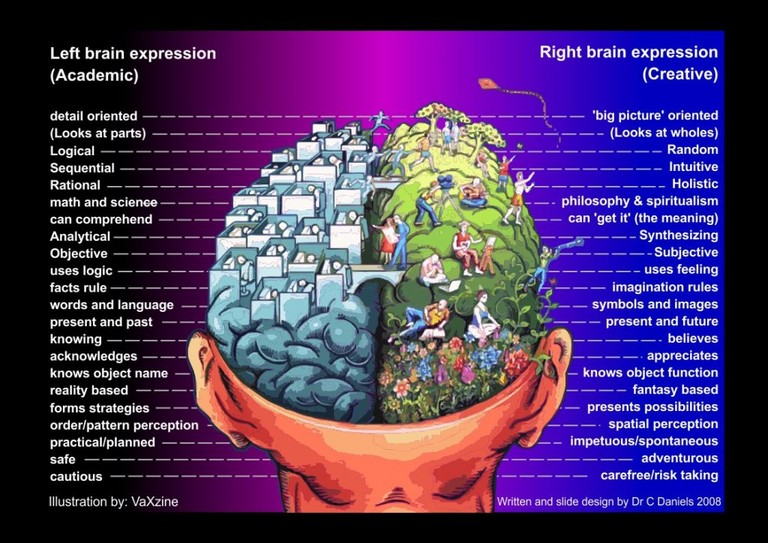 Left brain expression
(Academic)
Right brain expression
(Creative)
detail oriented
(Looks at parts)
Logical
Sequential
Rational
math and science
can comprehend
Analytical
Objective
uses logic
facts rule
words and language
present and past
knowing
acknowledges
knows object name
reality based
forms strategies
order/pattern perception
practical/planned
safe
cautious
'big picture' oriented
(Looks at wholes)
Random
Intuitive
Holistic
philosophy & spiritualism
can 'get it' (the meaning)
Synthesizing
Subjective
uses feeling
imagination rules
symbols and images
present and future
believes
appreciates
knows object function
fantasy based
presents possibilities
spatial perception
impetuous/spontaneous
adventurous
carefree/risk taking
Illustration by: VaXzine
Written and slide design by Dr C Daniels 2008